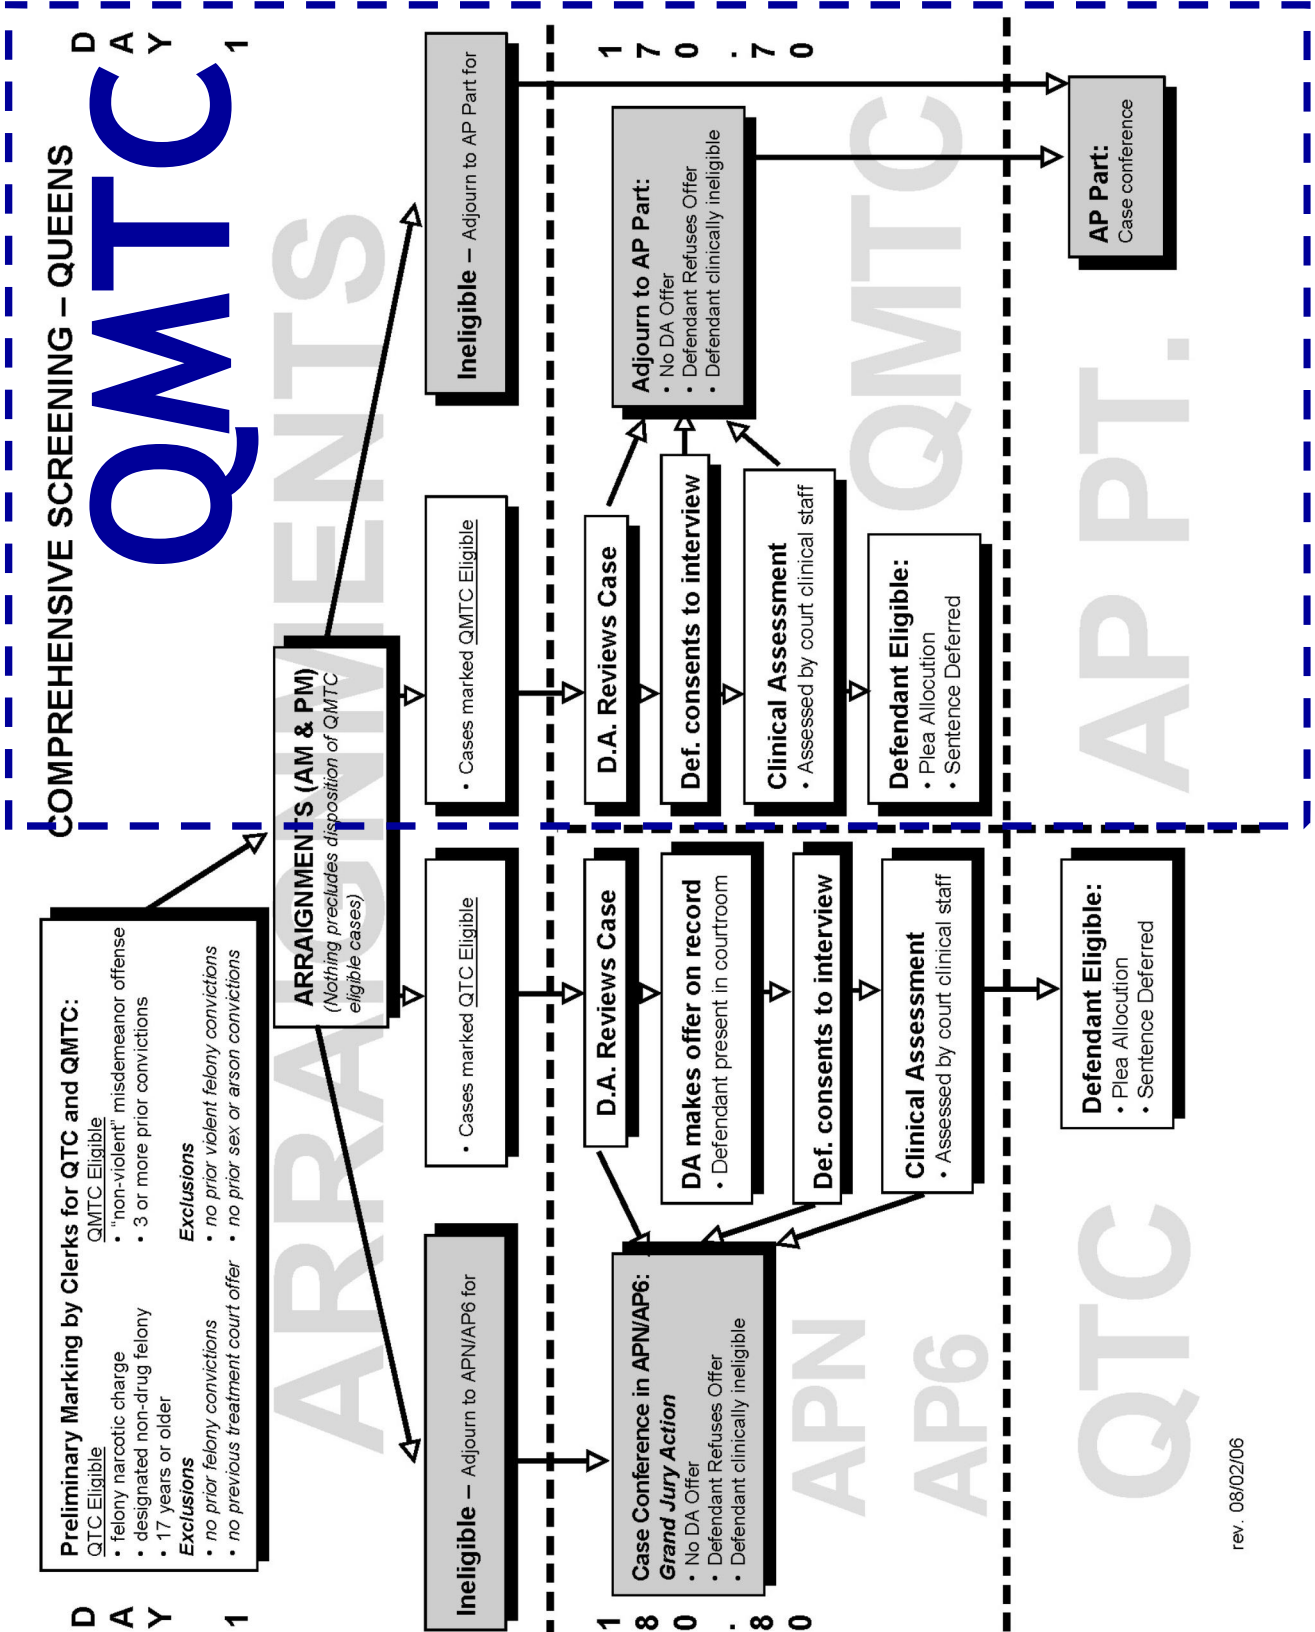 COMPREHENSIVE SCREENING – QUEENS
QMTC
DAY 1
DAY 1
Preliminary Marking by Clerks for QTC and QMTC:
QTC Eligible
• felony narcotic charge
• designated non-drug felony
• 17 years or older
Exclusions
• no prior felony convictions
• no previous treatment court offer
QMTC Eligible
• “non-violent” misdemeanor offense
• 3 or more prior convictions
Exclusions
• no prior violent felony convictions
• no prior sex or arson convictions
ARRAIGNMENTS
ARRAIGNMENTS (AM & PM)
(Nothing precludes disposition of QMTC
eligible cases)
Ineligible – Adjourn to APN/AP6 for
• Cases marked QTC Eligible
• Cases marked QMTC Eligible
Ineligible – Adjourn to AP Part for
180.80
Case Conference in APN/AP6:
Grand Jury Action
• No DA Offer
• Defendant Refuses Offer
• Defendant clinically ineligible
APN
AP6
D.A. Reviews Case
DA makes offer on record
• Defendant present in courtroom
Def. consents to interview
Clinical Assessment
• Assessed by court clinical staff
D.A. Reviews Case
Def. consents to interview
Clinical Assessment
• Assessed by court clinical staff
Defendant Eligible:
• Plea Allocution
• Sentence Deferred
170.70
Adjourn to AP Part:
• No DA Offer
• Defendant Refuses Offer
• Defendant clinically ineligible
QMTC
QTC
Defendant Eligible:
• Plea Allocution
• Sentence Deferred
AP PT.
AP Part:
Case conference
rev. 08/02/06